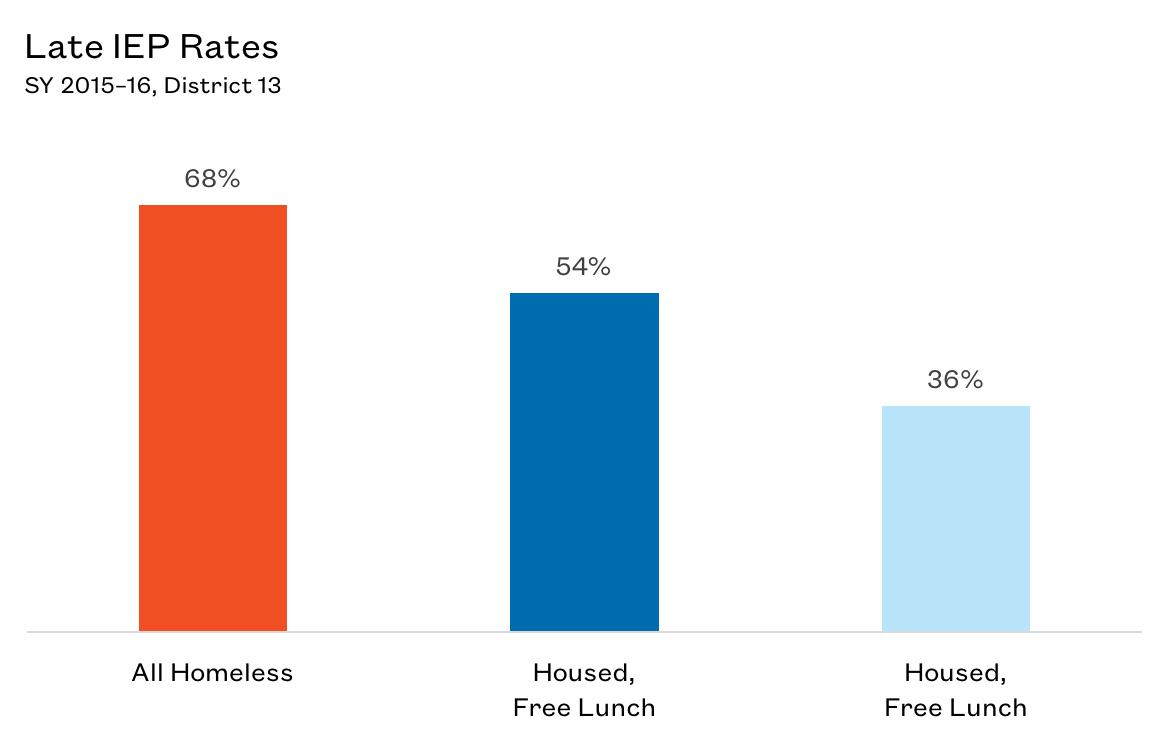 Late IEP Rates
SY 2015–16, District 13
68%
54%
36%
All Homeless
Housed,
Free Lunch
Housed,
Free Lunch